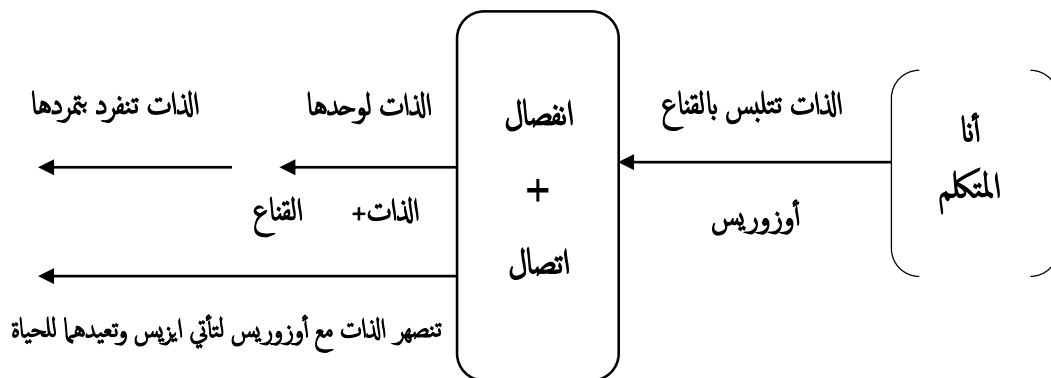 أنا
المتكلم
الذات تتلبس بالقناع
أوزوريس
انفصال
+
اتصال
الذات لوحدها
الذات تنفرد بتمردها
الذات+ القناع
تنصهر الذات مع أوزوريس لتأتي ايزيس وتعيدهما للحياة